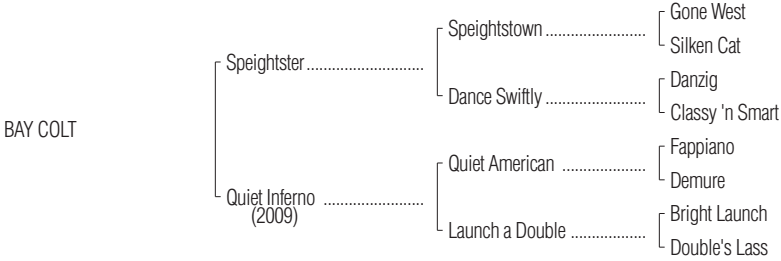 Gone West
Speightstown ........................
Silken Cat
Speightster ............................
Danzig
Dance Swiftly ........................
Classy 'n Smart
BAY COLT
Fappiano
Quiet American ....................
Demure
Quiet Inferno ........................
(2009)
Bright Launch
Launch a Double ..................
Double's Lass